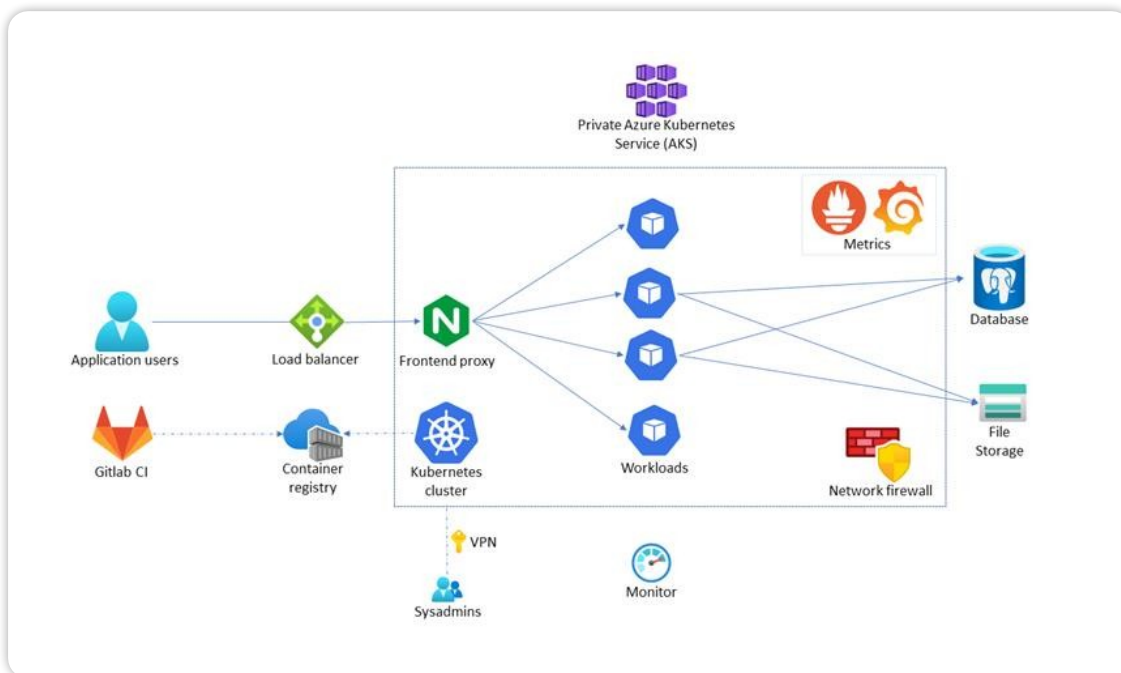 Private Azure Kubernetes
Service (AKS)
Metrics
Database
Application users
Load balancer
N
Frontend proxy
File
Storage
Gitlab CI
Container
registry
Kubernetes
cluster
Workloads
Network firewall
VPN
Sysadmins
Monitor